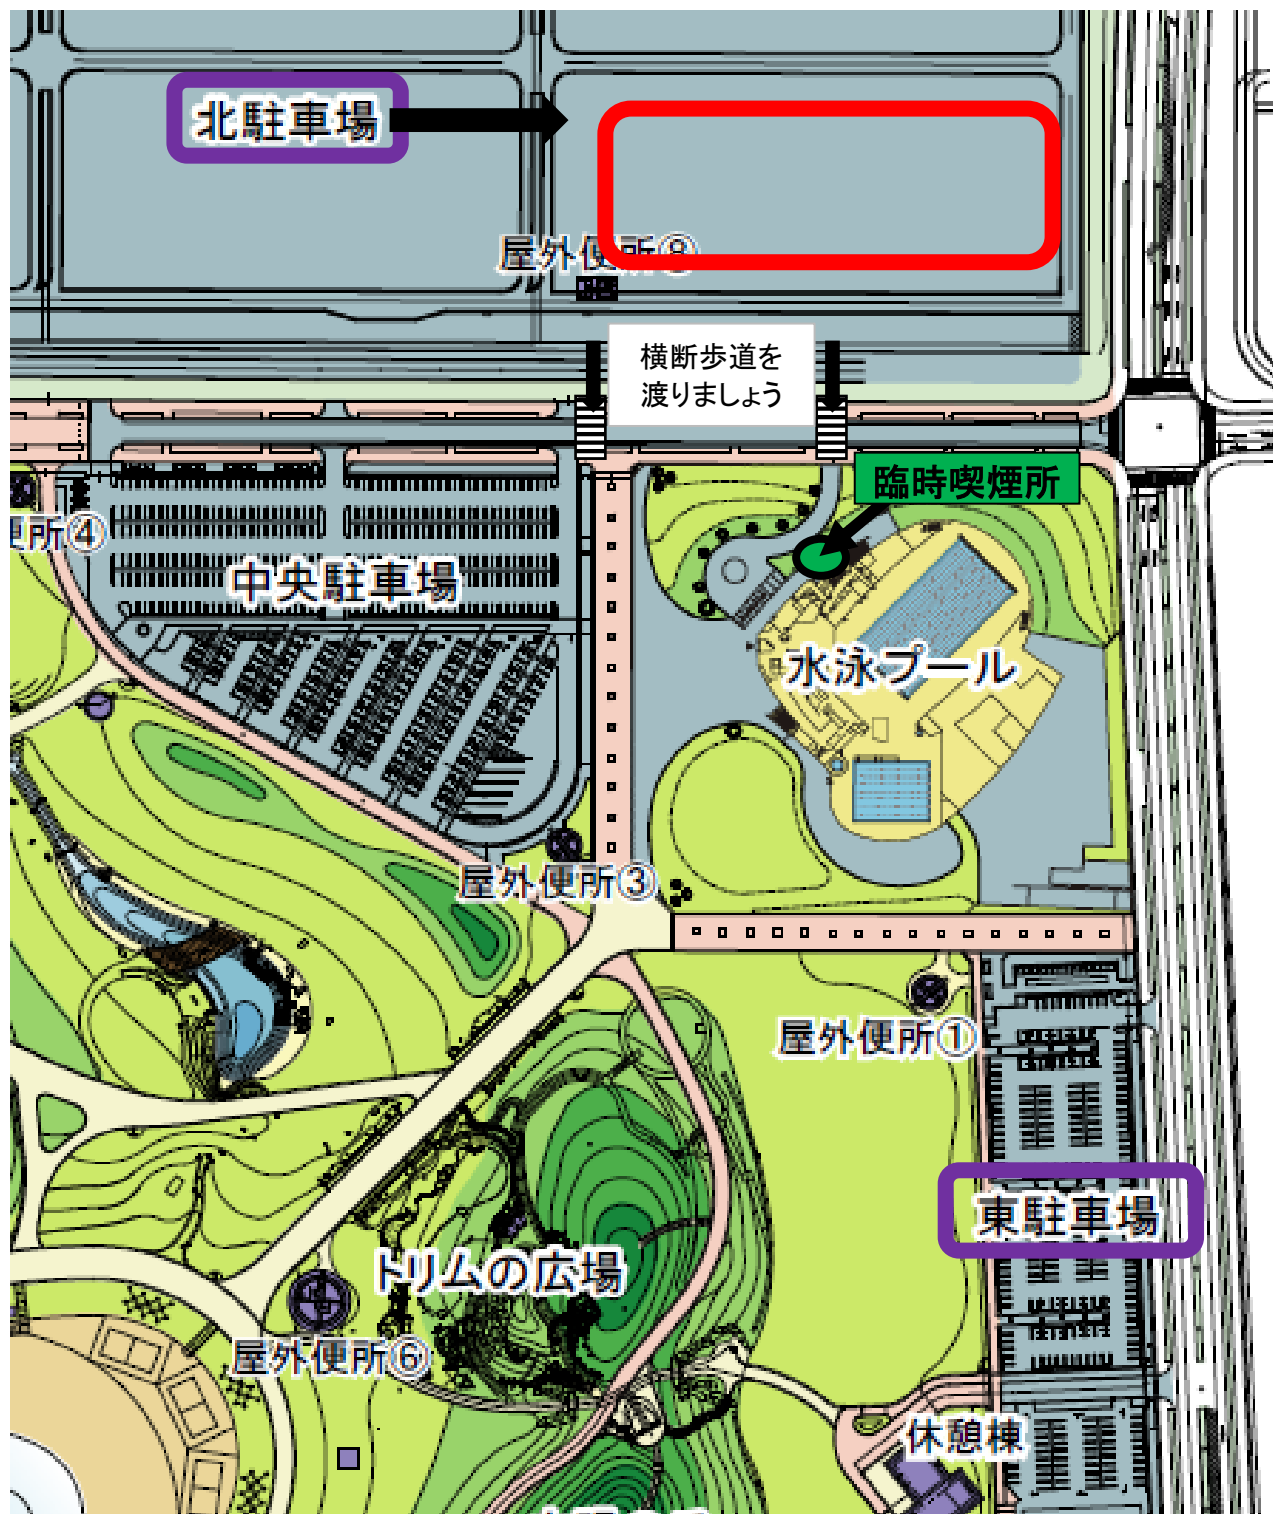 北駐車場
屋外便所⑧
横断歩道を
渡りましょう
臨時喫煙所
便所④
中央駐車場
水泳プール
屋外便所③
屋外便所①
東駐車場
トリムの広場
屋外便所⑥
休憩棟